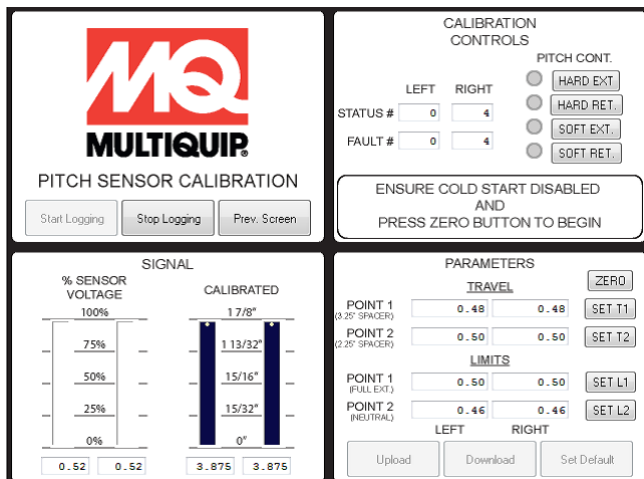 MQ
MULTIQUIP®
PITCH SENSOR CALIBRATION
Start Logging Stop Logging Prev. Screen
CALIBRATION
CONTROLS
PITCH CONT.
LEFT RIGHT
STATUS # 0 4
FAULT # 0 4
HARD EXT
HARD RET.
SOFT EXT.
SOFT RET.
ENSURE COLD START DISABLED
AND
PRESS ZERO BUTTON TO BEGIN
SIGNAL
% SENSOR
VOLTAGE
CALIBRATED
100% 1 7/8"
75% 1 13/32"
50% 15/16"
25% 15/32"
0% 0"
0.52 0.52 3.875 3.875
PARAMETERS
TRAVEL
ZERO
POINT 1 0.48 0.48 SET T1
(3.25" SPACER)
POINT 2 0.50 0.50 SET T2
(2.25" SPACER)
LIMITS
POINT 1 0.50 0.50 SET L1
(FULL EXT.)
POINT 2 0.46 0.46 SET L2
(NEUTRAL)
LEFT RIGHT
Upload Download Set Default